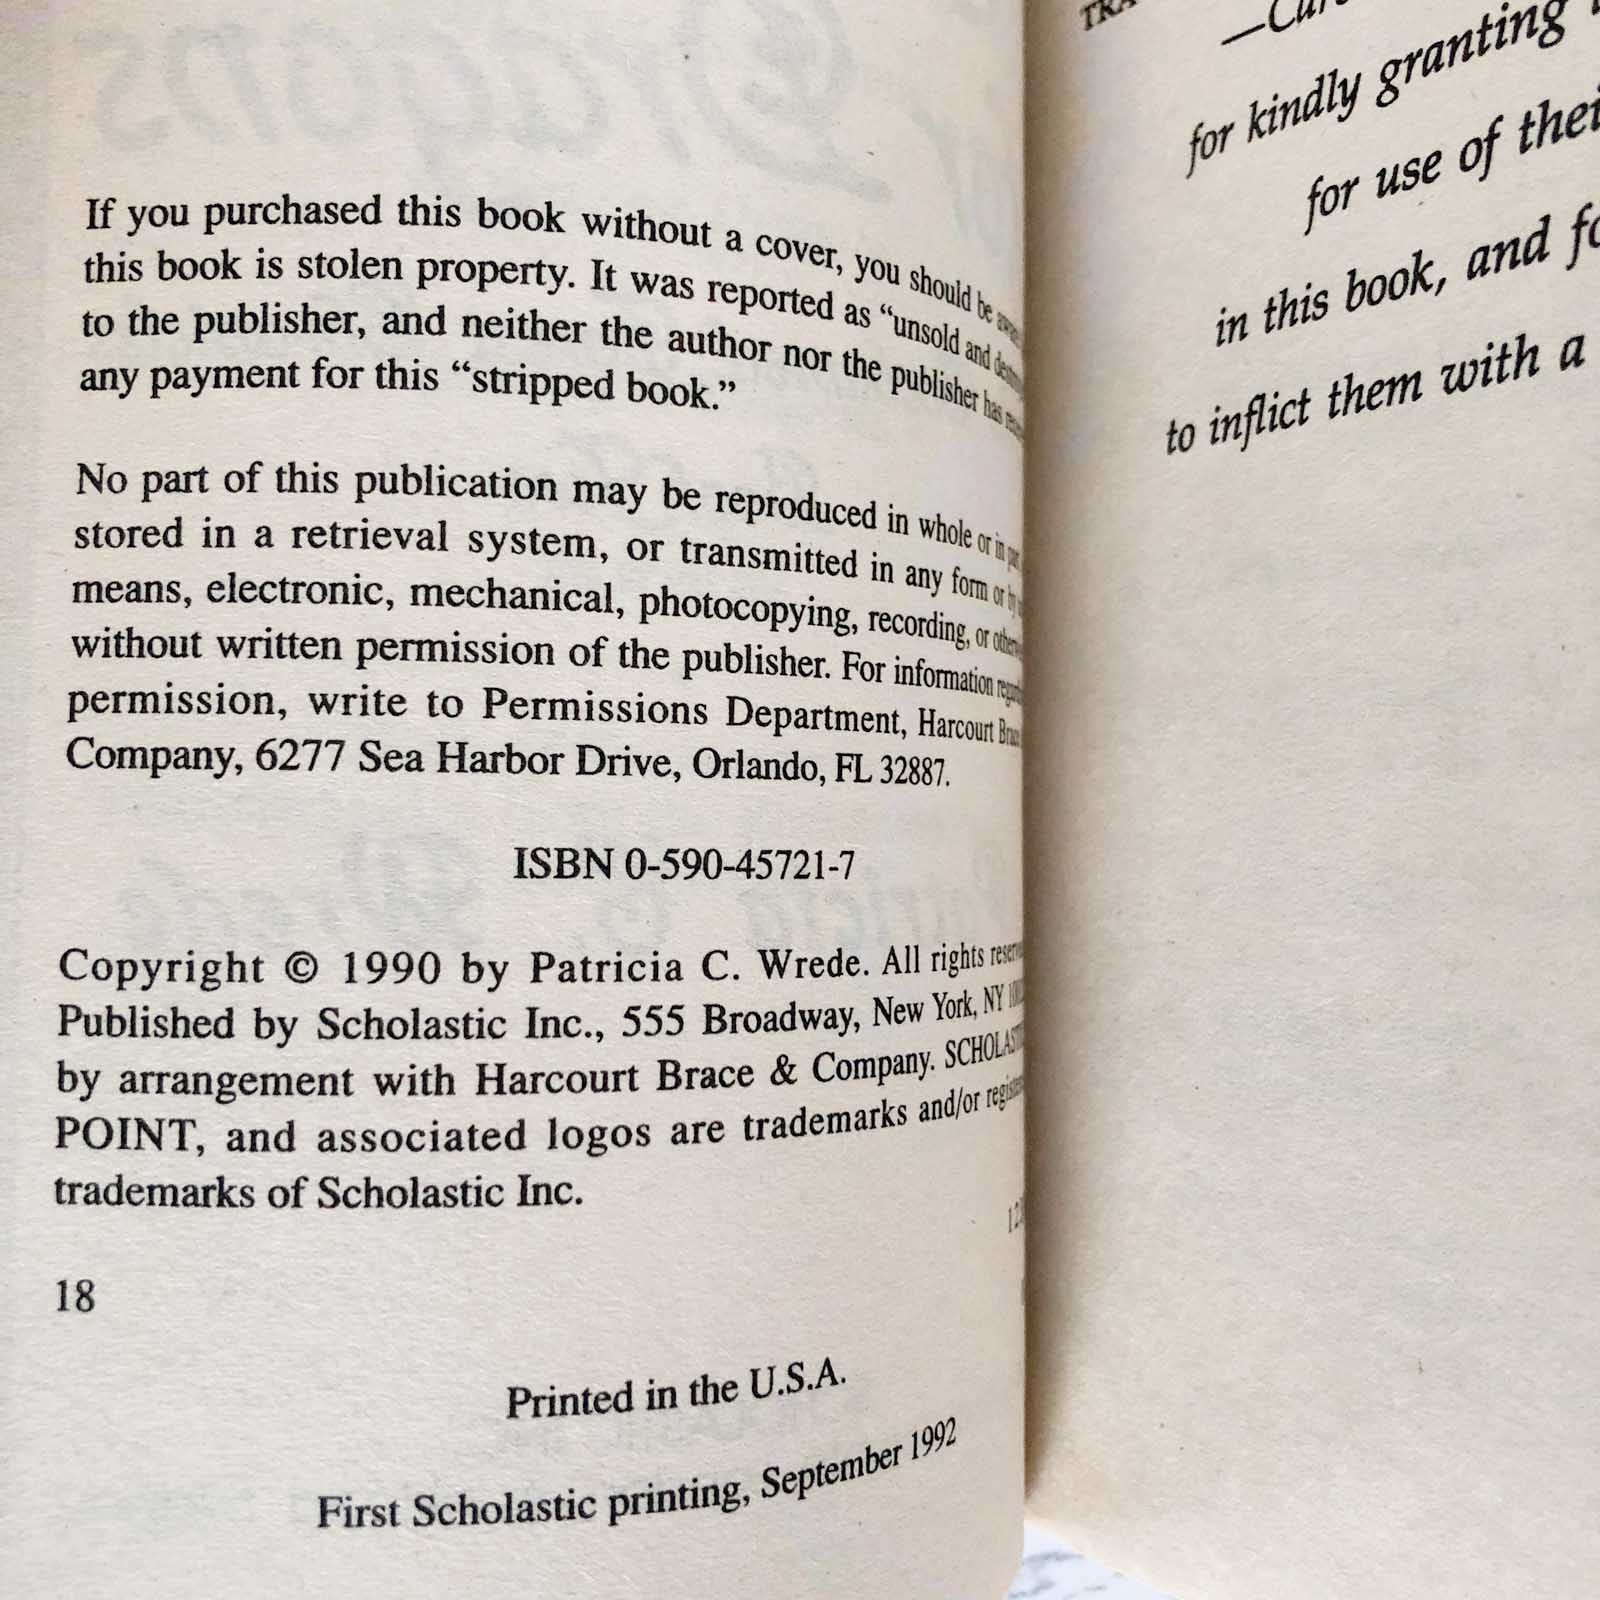 If you purchased this book without a cover, you should be aware
this book is stolen property. It was reported as “unsold and
to the publisher, and neither the author nor the publisher has
any payment for this “stripped book.”
No part of this publication may be reproduced in whole or in part
stored in a retrieval system, or transmitted in any form or by
means, electronic, mechanical, photocopying, recording, or
without written permission of the publisher. For information
permission, write to Permissions Department, Harcourt
Company, 6277 Sea Harbor Drive, Orlando, FL 32887.
ISBN 0-590-45721-7
Copyright © 1990 by Patricia C. Wrede. All rights
Published by Scholastic Inc., 555 Broadway, New York, NY
by arrangement with Harcourt Brace & Company.
POINT, and associated logos are trademarks and/or
trademarks of Scholastic Inc.
18
Printed in the U.S.A.
First Scholastic printing, September 1992
for kindly granting
for use of
in this book, and
to inflict them with a